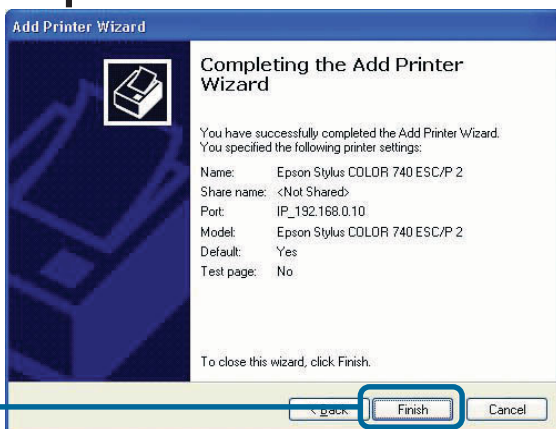 Add Printer Wizard
Completing the Add Printer
Wizard
You have successfully completed the Add Printer Wizard.
You specified the following printer settings:
Name: Epson Stylus COLOR 740 ESC/P 2
Share name: <Not Shared>
Port: IP_192.168.0.10
Model: Epson Stylus COLOR 740 ESC/P 2
Default: Yes
Test page: No
To close this wizard, click Finish.
< Back Finish Cancel